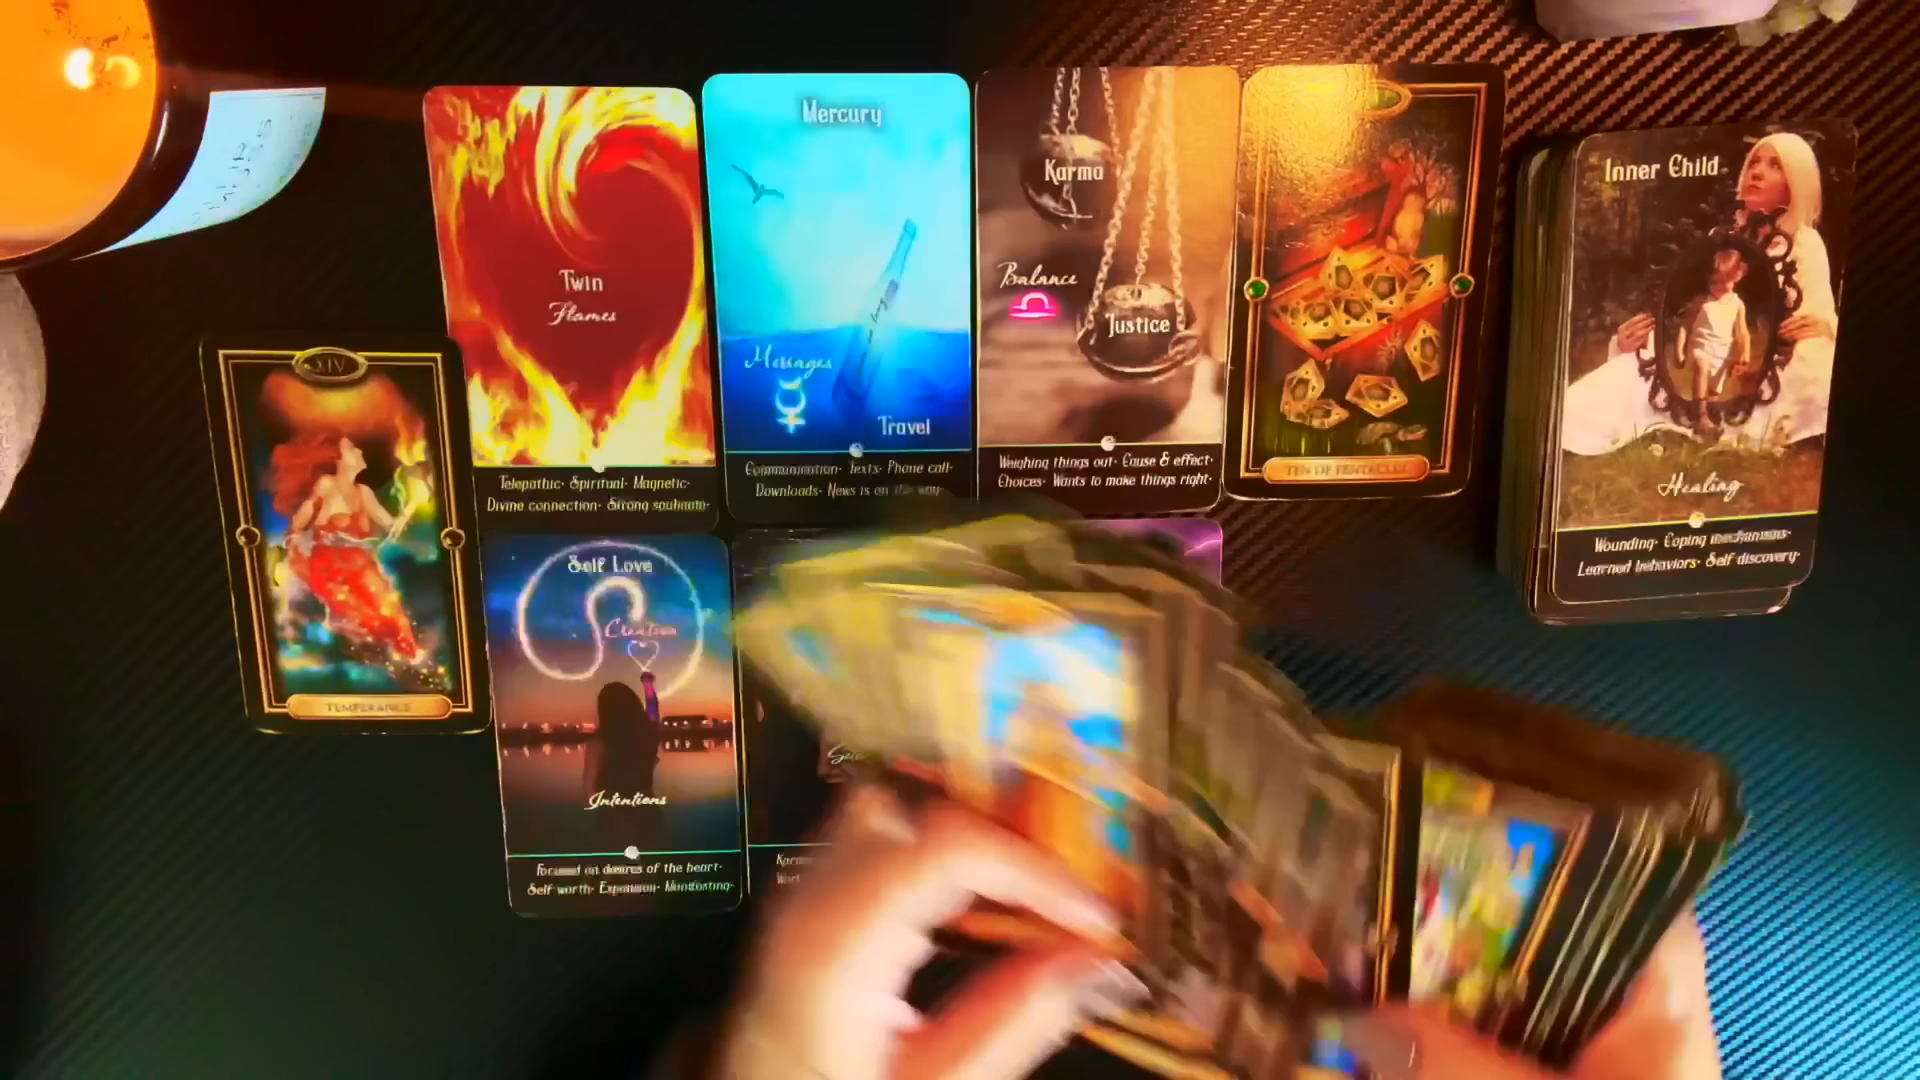 Twin
Flames
Telepathic· Spiritual· Magnetic·
Divine connection· Strong soulmate·
Mercury
Messages
Travel
Communication· Texts· Phone call·
Downloads· News is on the way·
Karma
Balance
Justice
Weighing things out· Cause & effect·
Choices· Wants to make things right·
TEN OF PENTACLES
Inner Child
Healing
Wounding· Coping mechanisms·
Learned behaviors· Self discovery·
XIV
TEMPERANCE
Self Love
Creation
Intentions
Focused on desires of the heart·
Self worth· Expansion· Manifesting·